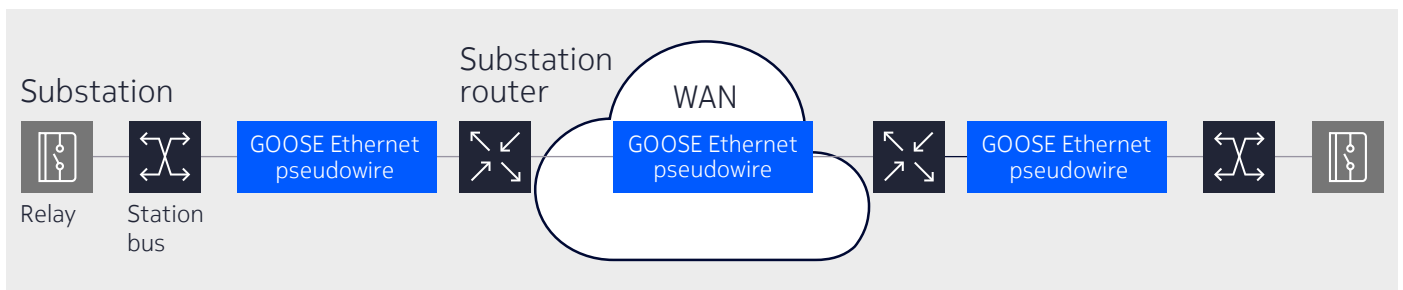 Substation
Relay
Station
bus
GOOSE Ethernet
pseudowire
Substation
router
WAN
GOOSE Ethernet
pseudowire
GOOSE Ethernet
pseudowire